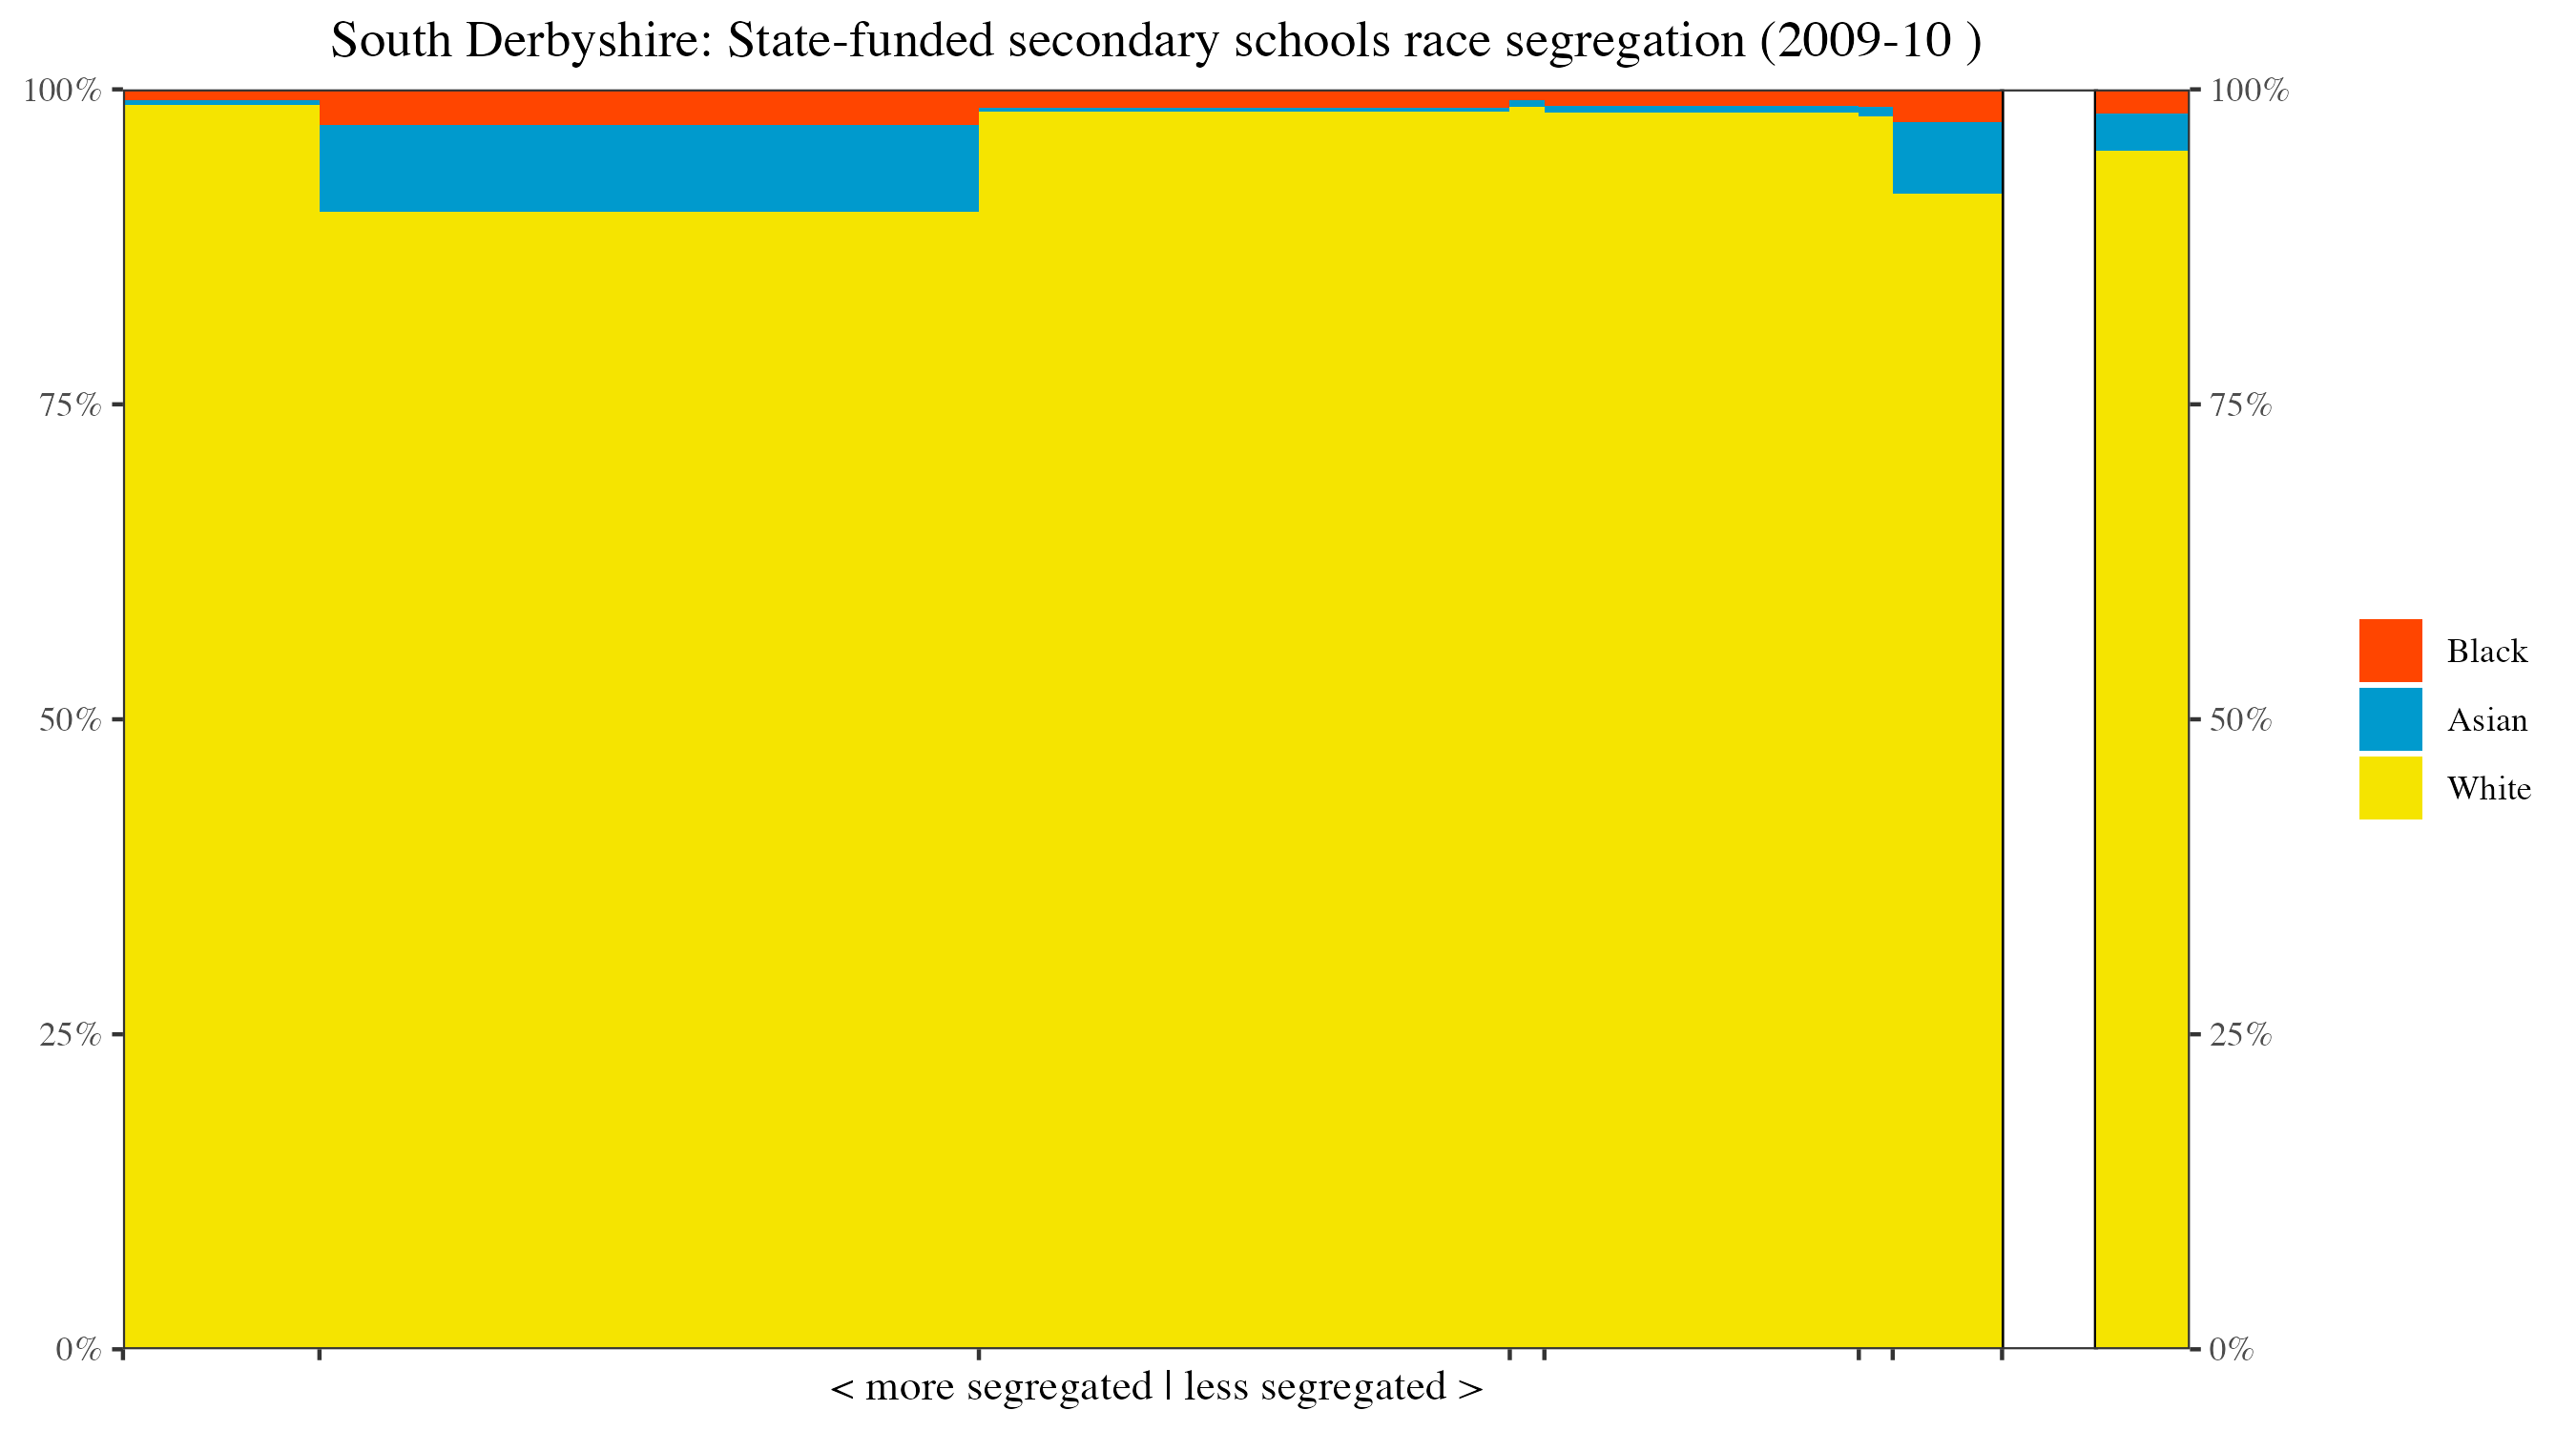 South Derbyshire: State-funded secondary schools race segregation (2009-10 )
100%
75%
50%
25%
0%
100%
75%
50%
25%
0%
Black
Asian
White
< more segregated | less segregated >